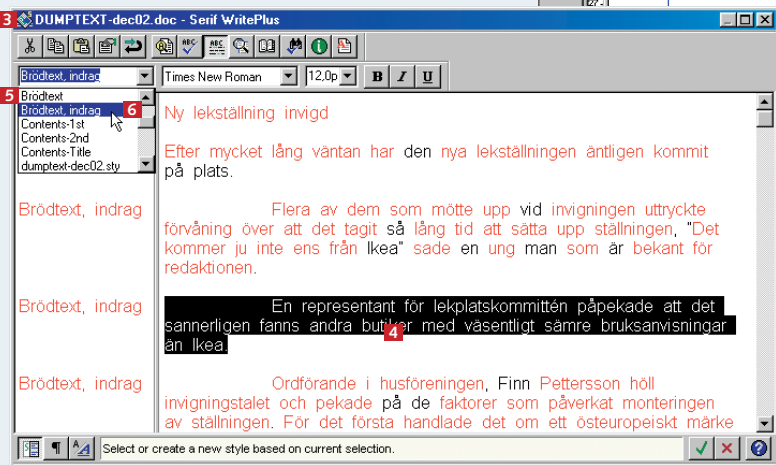 27
3 DUMPTEXT-dec02.doc - Serif WritePlus
ABC ABC
Brödtext, indrag Times New Roman 12,0p B I U
5 Brödtext
Brödtext, indrag 6
Contents-1st
Contents-2nd
Contents-Title
dumptext-dec02.sty
Ny lekställning invigd
Efter mycket lång väntan har den nya lekställningen äntligen kommit
på plats.
Brödtext, indrag Flera av dem som mötte upp vid invigningen uttryckte
förvåning över att det tagit så lång tid att sätta upp ställningen, "Det
kommer ju inte ens från Ikea" sade en ung man som är bekant för
redaktionen.
Brödtext, indrag En representant för lekplatskommittén påpekade att det
sannerligen fanns andra butiker med väsentligt sämre bruksanvisningar
än Ikea.
4
Brödtext, indrag Ordförande i husföreningen, Finn Pettersson höll
invigningstalet och pekade på de faktorer som påverkat monteringen
av ställningen. För det första handlade det om ett östeuropeiskt märke
Select or create a new style based on current selection.